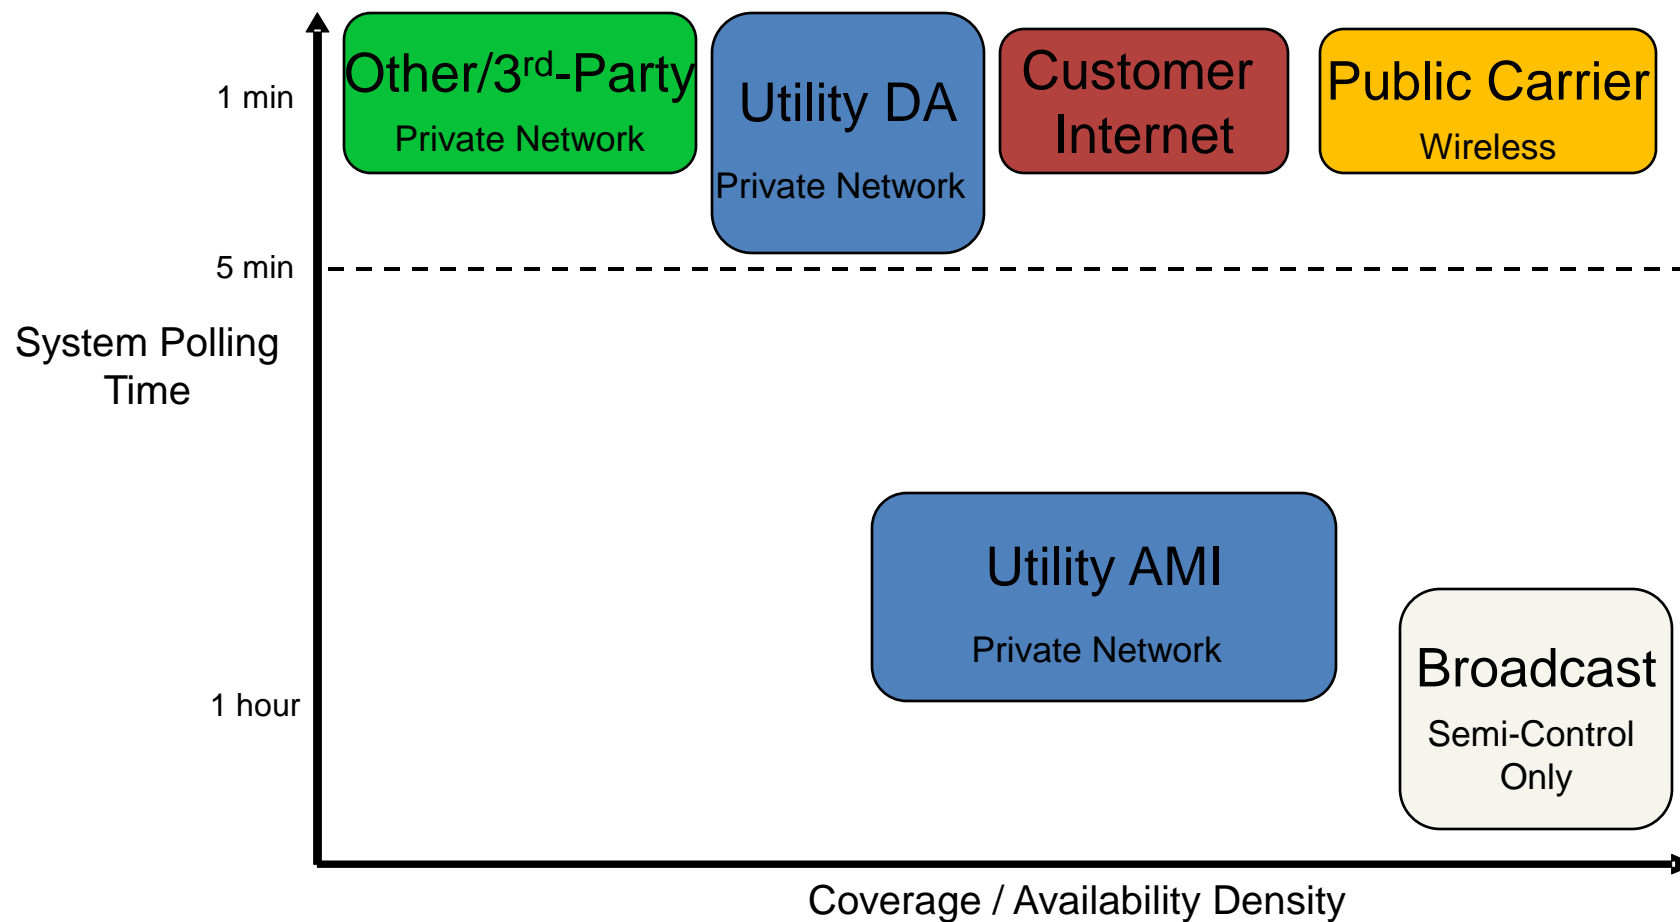 Other/3rd-Party
Private Network
Utility DA
Private Network
Customer
Internet
Public Carrier
Wireless
1 min
5 min
System Polling
Time
Utility AMI
Private Network
Broadcast
Semi-Control
Only
1 hour
Coverage / Availability Density